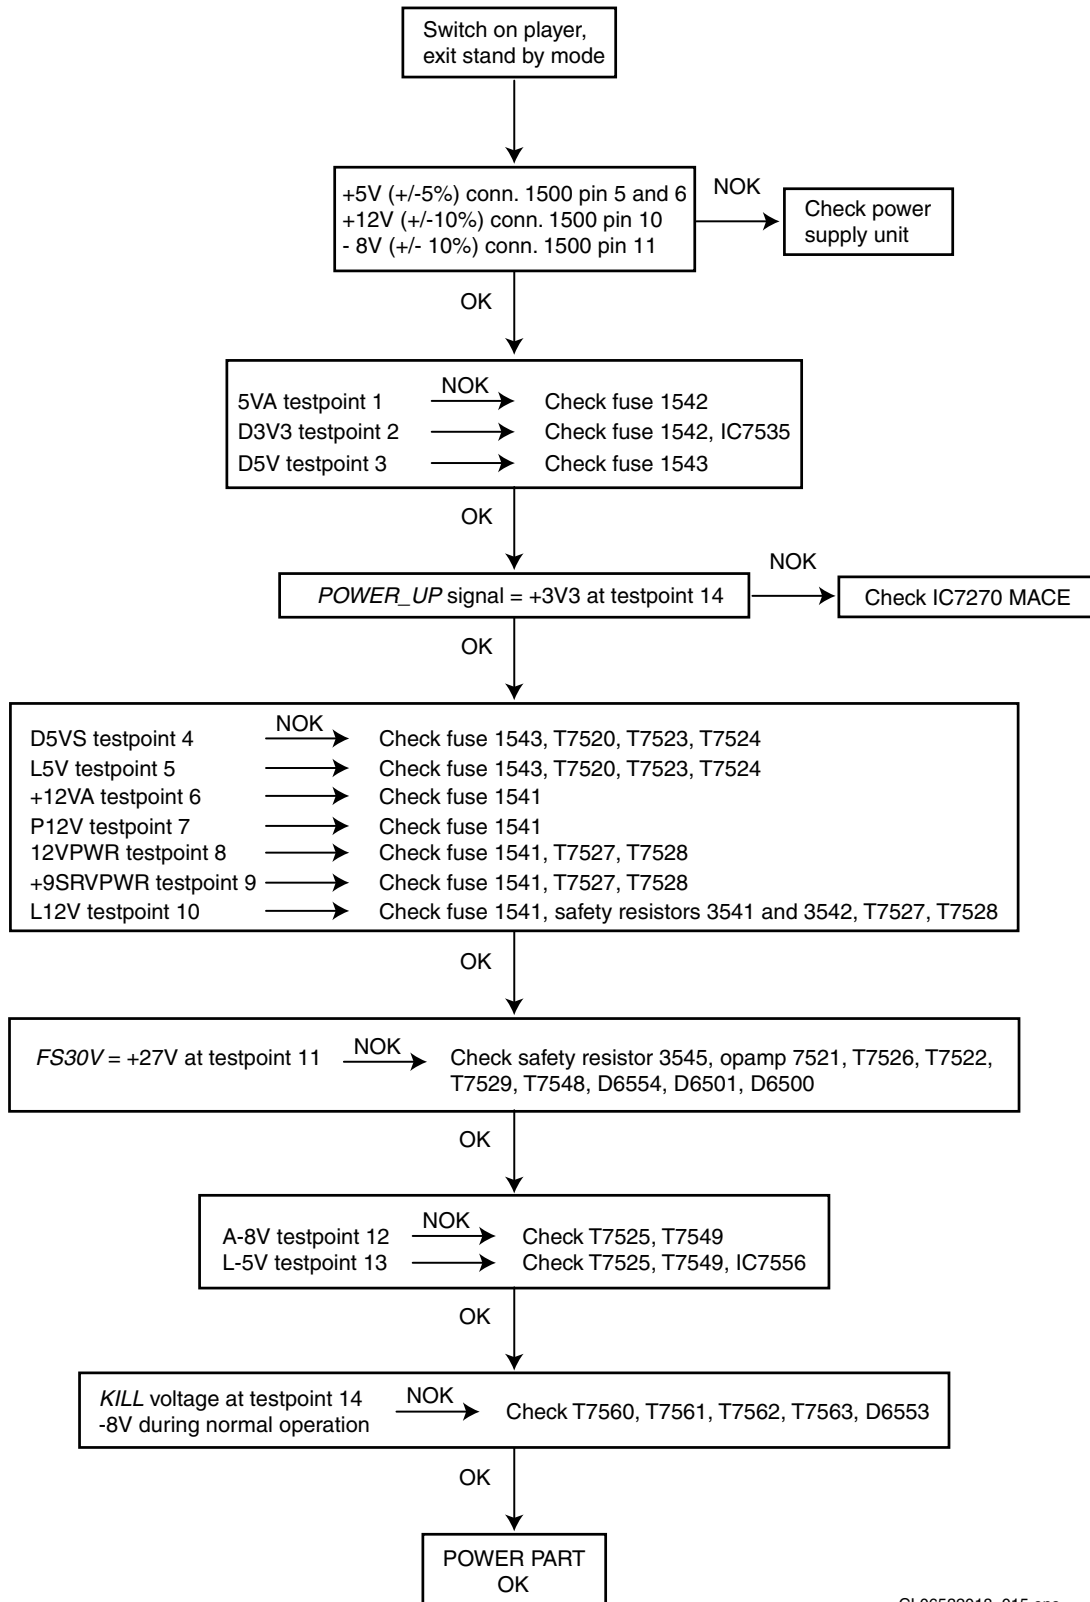 Switch on player,
exit stand by mode
+5V (+/-5%) conn. 1500 pin 5 and 6
+12V (+/-10%) conn. 1500 pin 10
- 8V (+/- 10%) conn. 1500 pin 11
NOK
Check power
supply unit
OK
5VA testpoint 1 NOK Check fuse 1542
D3V3 testpoint 2 Check fuse 1542, IC7535
D5V testpoint 3 Check fuse 1543
OK
POWER_UP signal = +3V3 at testpoint 14
NOK
Check IC7270 MACE
OK
D5VS testpoint 4 NOK Check fuse 1543, T7520, T7523, T7524
L5V testpoint 5 Check fuse 1543, T7520, T7523, T7524
+12VA testpoint 6 Check fuse 1541
P12V testpoint 7 Check fuse 1541
12VPWR testpoint 8 Check fuse 1541, T7527, T7528
+9SRVPWR testpoint 9 Check fuse 1541, T7527, T7528
L12V testpoint 10 Check fuse 1541, safety resistors 3541 and 3542, T7527, T7528
OK
FS30V = +27V at testpoint 11 NOK Check safety resistor 3545, opamp 7521, T7526, T7522,
T7529, T7548, D6554, D6501, D6500
OK
A-8V testpoint 12 NOK Check T7525, T7549
L-5V testpoint 13 Check T7525, T7549, IC7556
OK
KILL voltage at testpoint 14
-8V during normal operation
NOK
Check T7560, T7561, T7562, T7563, D6553
OK
POWER PART
OK